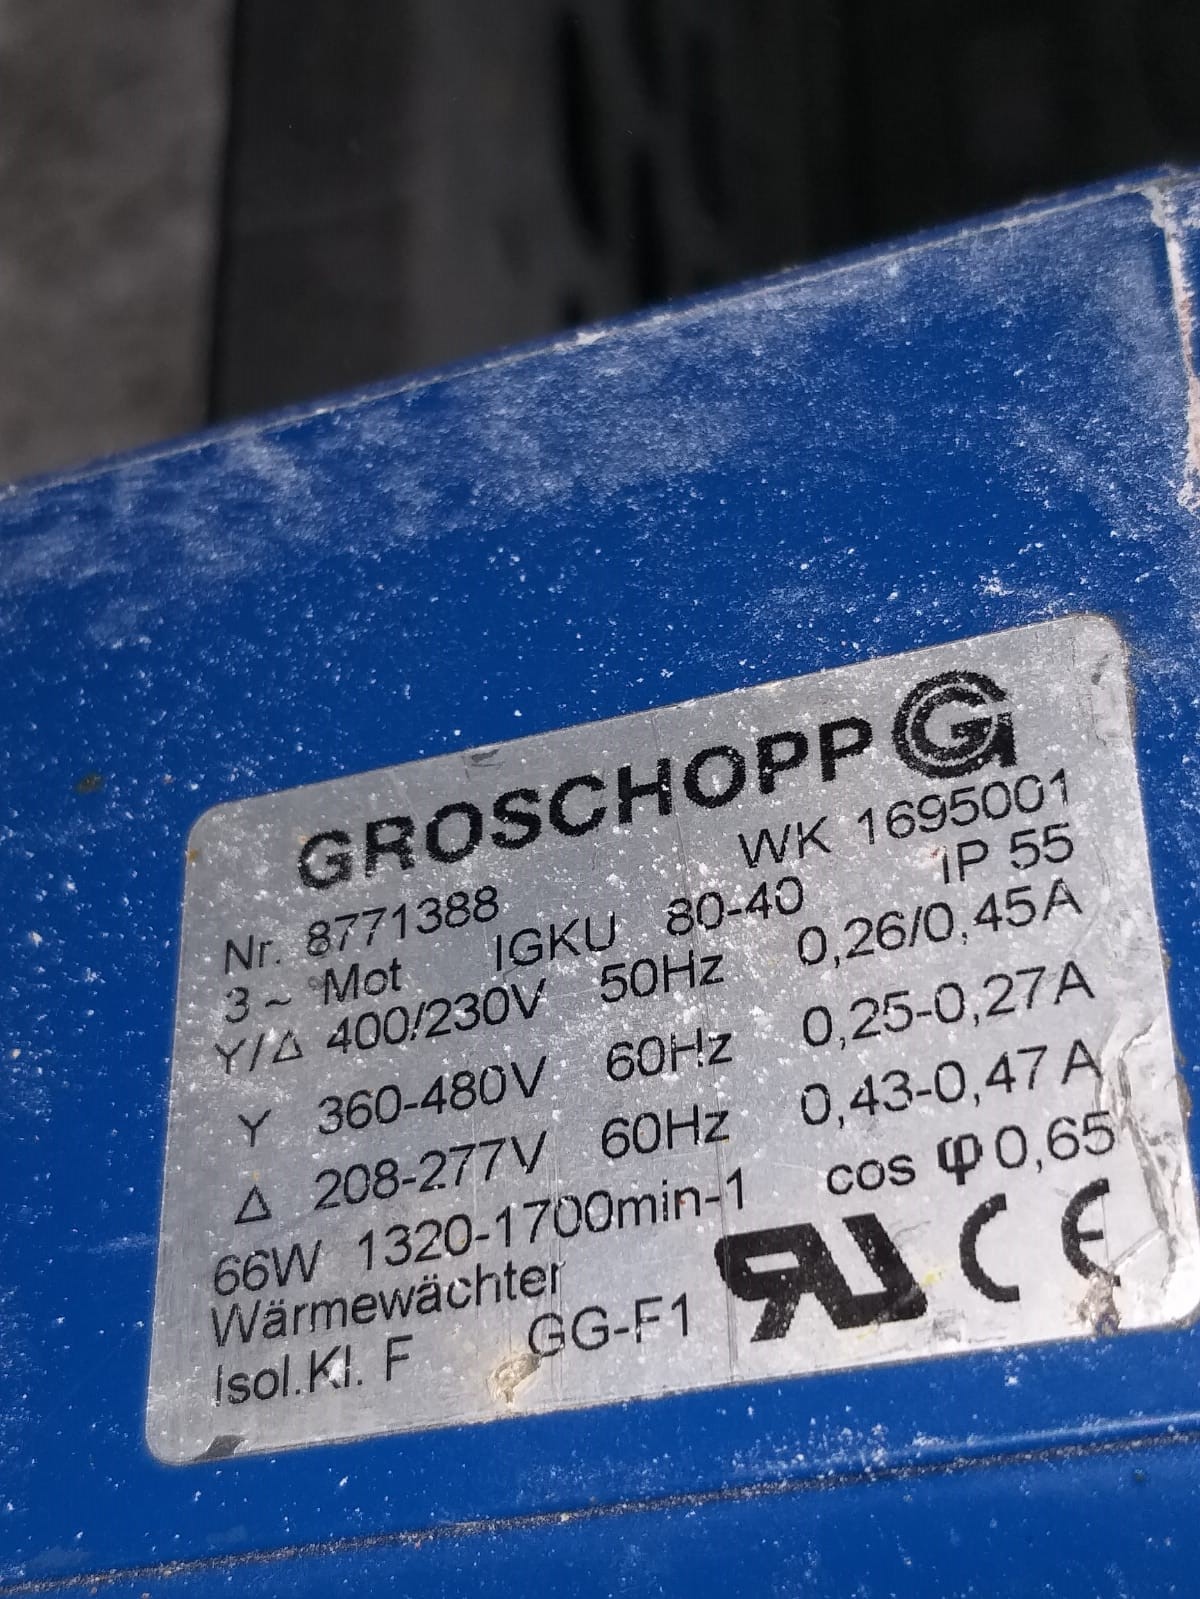 GROSCHOPP G
WK 1695001
Nr. 8771388 IP 55
3 ~ Mot IGKU 80-40
Y/Δ 400/230V 50Hz 0,26/0,45A
Y 360-480V 60Hz 0,25-0,27A
Δ 208-277V 60Hz 0,43-0,47A
66W 1320-1700min-1 cos φ 0,65
Wärmewächter
Isol.Kl. F GG-F1 RU CE